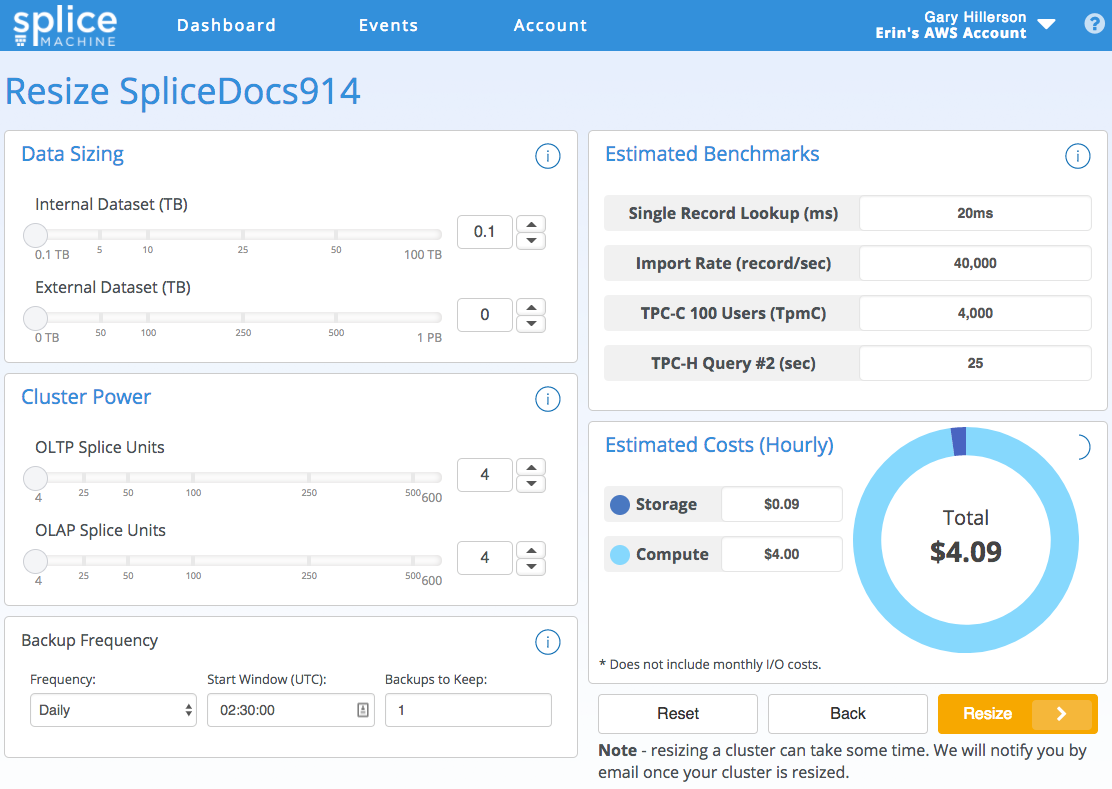 splice
MACHINE
Dashboard
Events
Account
Gary Hillerson
Erin's AWS Account
?
Resize SpliceDocs914
Data Sizing
i
Internal Dataset (TB)
0.1 TB 5 10 25 50 100 TB
0.1
External Dataset (TB)
0 TB 50 100 250 500 1 PB
0
Cluster Power
i
OLTP Splice Units
4 25 50 100 250 500 600
4
OLAP Splice Units
4 25 50 100 250 500 600
4
Backup Frequency
i
Frequency: Start Window (UTC): Backups to Keep:
Daily 02:30:00 1
Estimated Benchmarks
i
Single Record Lookup (ms) 20ms
Import Rate (record/sec) 40,000
TPC-C 100 Users (TpmC) 4,000
TPC-H Query #2 (sec) 25
Estimated Costs (Hourly)
Storage $0.09
Compute $4.00
Total
$4.09
* Does not include monthly I/O costs.
Reset Back Resize
Note - resizing a cluster can take some time. We will notify you by
email once your cluster is resized.